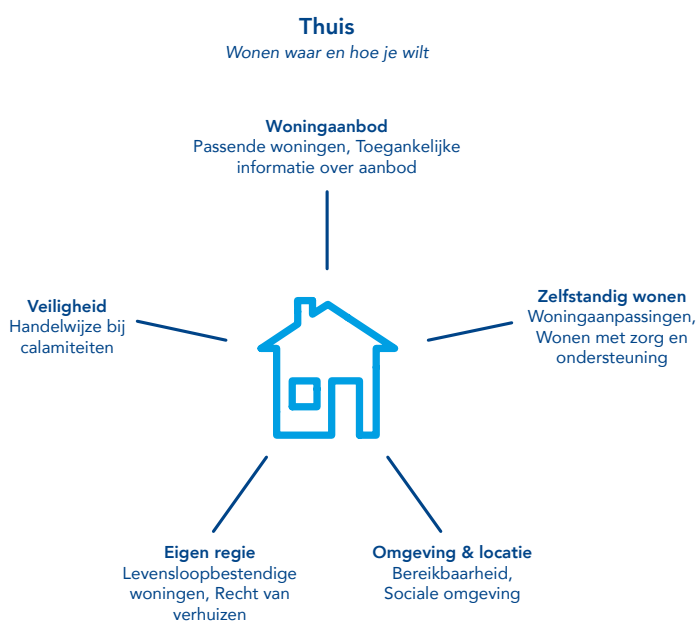 Thuis
Wonen waar en hoe je wilt
Woningaanbod
Passende woningen, Toegankelijke
informatie over aanbod
Veiligheid
Handelwijze bij
calamiteiten
Zelfstandig wonen
Woningaanpassingen,
Wonen met zorg en
ondersteuning
Eigen regie
Levensloopbestendige
woningen, Recht van
verhuizen
Omgeving & locatie
Bereikbaarheid,
Sociale omgeving